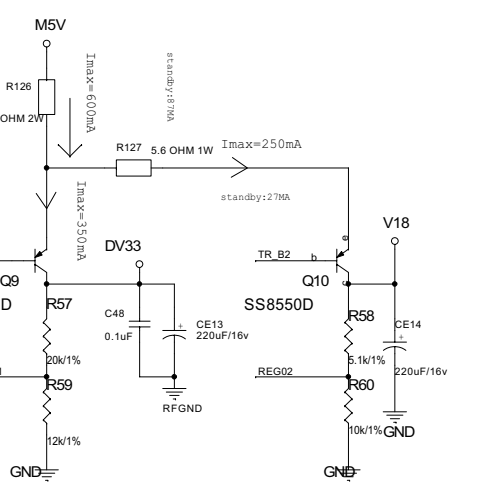 M5V
R126
OHM 2W
Imax=600mA
standby:87MA
R127
5.6 OHM 1W
Imax=250mA
standby:27MA
Imax=350mA
V18
DV33
TR_B2
b
e
c
Q9
Q10
D
SS8550D
R57
C48
0.1uF
+
CE13
220uF/16v
R58
CE14
+
20k/1%
5.1k/1%
220uF/16v
REG02
R59
R60
RFGND
12k/1%
10k/1%
GND
GND
GND